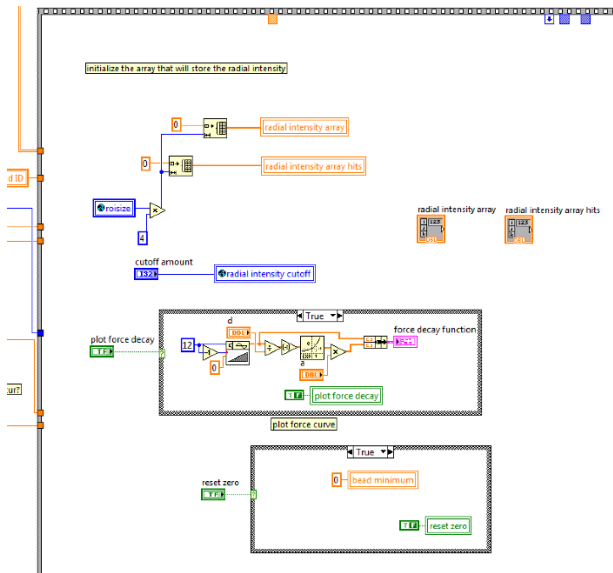 initialize the array that will store the radial intensity
0
radial intensity array
0
radial intensity array hits
d ID
roisize
4
radial intensity array
radial intensity array hits
cutoff amount
I32
radial intensity cutoff
True
plot force decay
TF
d
DBL
12
0
a
DBL
force decay function
T F
plot force decay
tur?
plot force curve
True
reset zero
TF
0
bead minimum
T F
reset zero